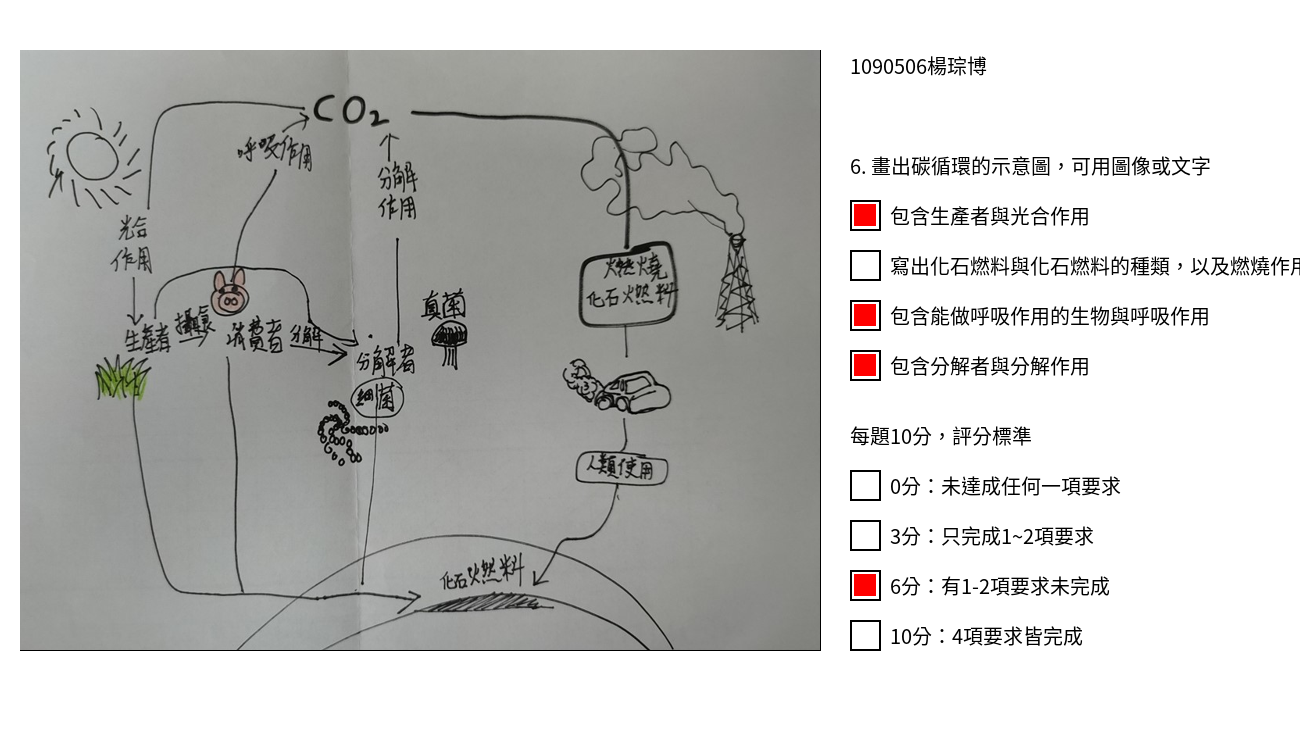 CO2
呼吸作用
分解
作用
光合
作用
燃燒
化石燃料
真菌
生產者
攝食
消費者
分解
分解者
細菌
人類使用
化石燃料
1090506楊琮博
6. 畫出碳循環的示意圖，可用圖像或文字
包含生產者與光合作用
寫出化石燃料與化石燃料的種類，以及燃燒作用
包含能做呼吸作用的生物與呼吸作用
包含分解者與分解作用
每題10分，評分標準
0分：未達成任何一項要求
3分：只完成1~2項要求
6分：有1-2項要求未完成
10分：4項要求皆完成